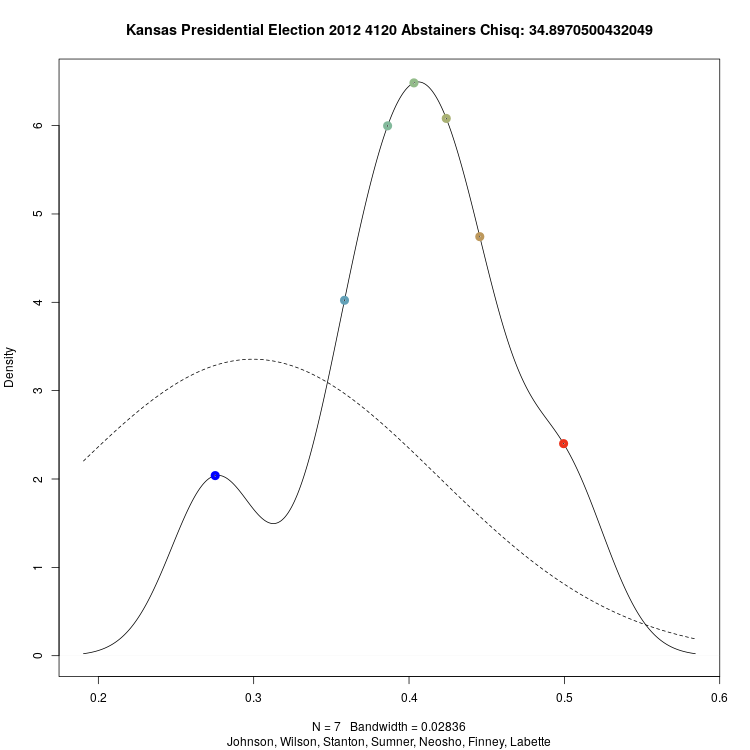 Kansas Presidential Election 2012 4120 Abstainers Chisq: 34.8970500432049
6
5
4
3
2
1
0
Density
0.2 0.3 0.4 0.5 0.6
N = 7 Bandwidth = 0.02836
Johnson, Wilson, Stanton, Sumner, Neosho, Finney, Labette